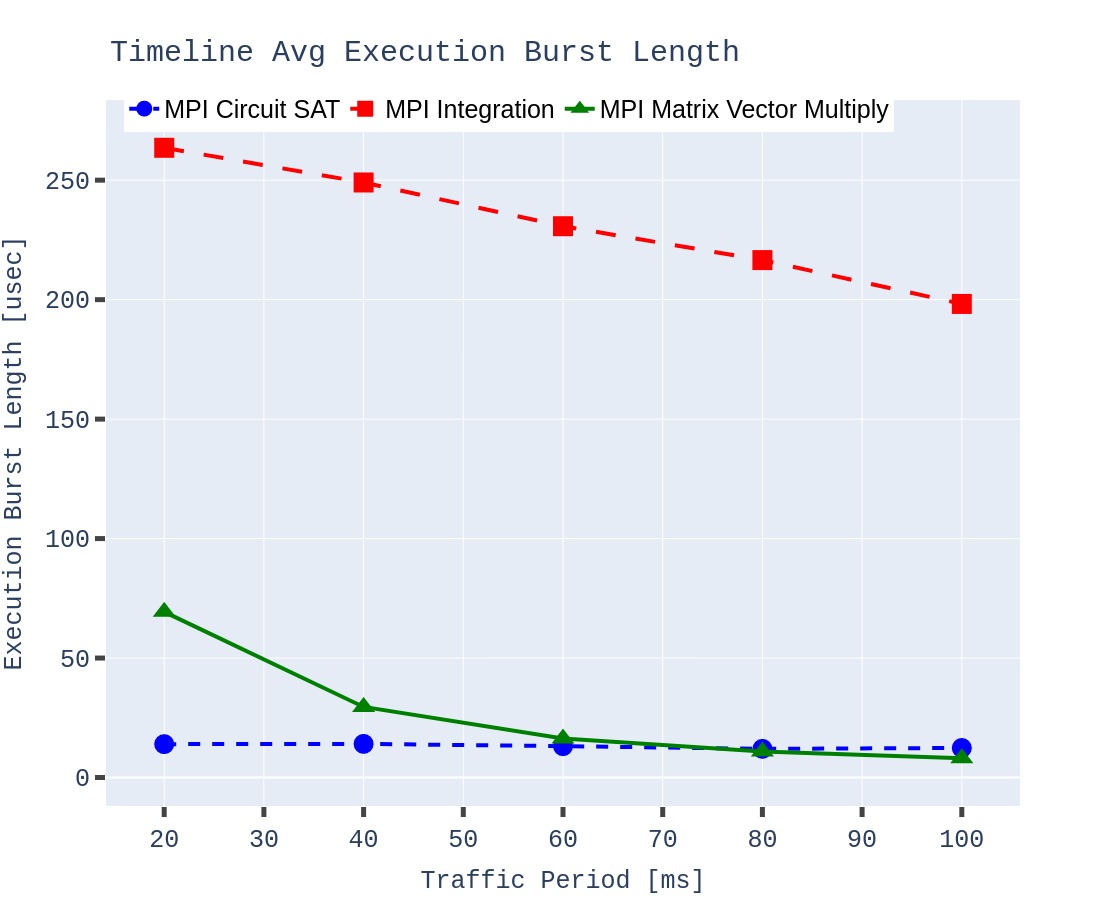 Timeline Avg Execution Burst Length
MPI Circuit SAT MPI Integration MPI Matrix Vector Multiply
Execution Burst Length [usec]
250
200
150
100
50
0
20 30 40 50 60 70 80 90 100
Traffic Period [ms]